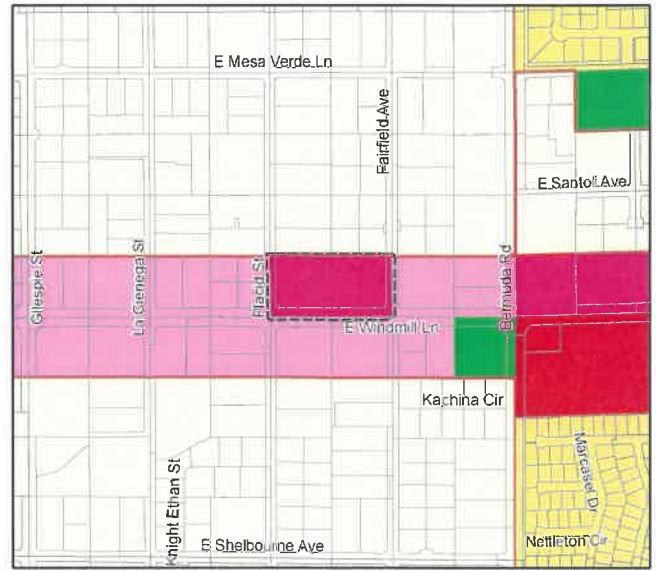 E Mesa Verde Ln
Fairfield Ave
E Santoli Ave
Gilespie St
La Cienega St
Placid St
Bermuda Rd
E Windmill Ln
Kachina Cir
Knight Ethan St
Marcasel Dr
E Shelbourne Ave
Nettleton Cir